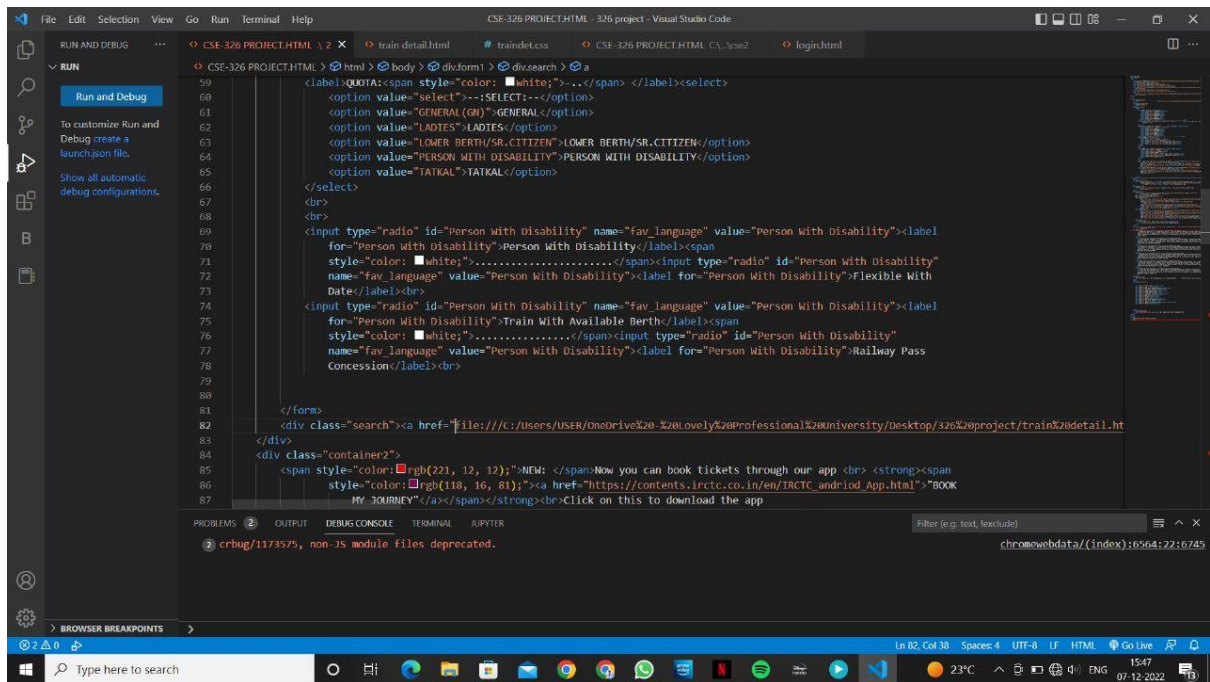 File Edit Selection View Go Run Terminal Help CSE-326 PROJECT.HTML - 326 project - Visual Studio Code
RUN AND DEBUG ···
CSE-326 PROJECT.HTML .\ 2 × train detail.html traindet.css CSE-326 PROJECT.HTML C:\...\cse2 login.html
RUN
CSE-326 PROJECT.HTML > html > body > div.form1 > div.search > a
Run and Debug
To customize Run and
Debug create a
launch.json file.
Show all automatic
debug configurations.
59 <label>QUOTA:<span style="color: white;">-..</span> </label><select>
60 <option value="select">--:SELECT:--</option>
61 <option value="GENERAL(GN)">GENERAL</option>
62 <option value="LADIES">LADIES</option>
63 <option value="LOWER BERTH/SR.CITIZEN">LOWER BERTH/SR.CITIZEN</option>
64 <option value="PERSON WITH DISABILITY">PERSON WITH DISABILITY</option>
65 <option value="TATKAL">TATKAL</option>
66 </select>
67 <br>
68 <br>
69 <input type="radio" id="Person With Disability" name="fav_language" value="Person With Disability"><label
70 for="Person With Disability">Person With Disability</label><span
71 style="color: white;">.......................</span><input type="radio" id="Person With Disability"
72 name="fav_language" value="Person With Disability"><label for="Person With Disability">Flexible With
73 Date</label><br>
74 <input type="radio" id="Person With Disability" name="fav_language" value="Person With Disability"><label
75 for="Person With Disability">Train With Available Berth</label><span
76 style="color: white;">................</span><input type="radio" id="Person With Disability"
77 name="fav_language" value="Person With Disability"><label for="Person With Disability">Railway Pass
78 Concession</label><br>
79
80
81 </form>
82 <div class="search"><a href="file:///C:/Users/USER/OneDrive%20-%20Lovely%20Professional%20University/Desktop/326%20project/train%20detail.ht
83 </div>
84 <div class="container2">
85 <span style="color: rgb(221, 12, 12);">NEW: </span>Now you can book tickets through our app <br> <strong><span
86 style="color: rgb(118, 16, 81);"><a href="https://contents.irctc.co.in/en/IRCTC_andriod_App.html">"BOOK
87 MY JOURNEY"</a></span></strong><br>Click on this to download the app
PROBLEMS 2 OUTPUT DEBUG CONSOLE TERMINAL JUPYTER Filter (e.g. text, !exclude)
2 crbug/1173575, non-JS module files deprecated. chromewebdata/(index):6564:22:6745
BROWSER BREAKPOINTS >
2 0 Ln 82, Col 38 Spaces: 4 UTF-8 LF HTML Go Live
Type here to search 23°C ENG 15:47
07-12-2022 13